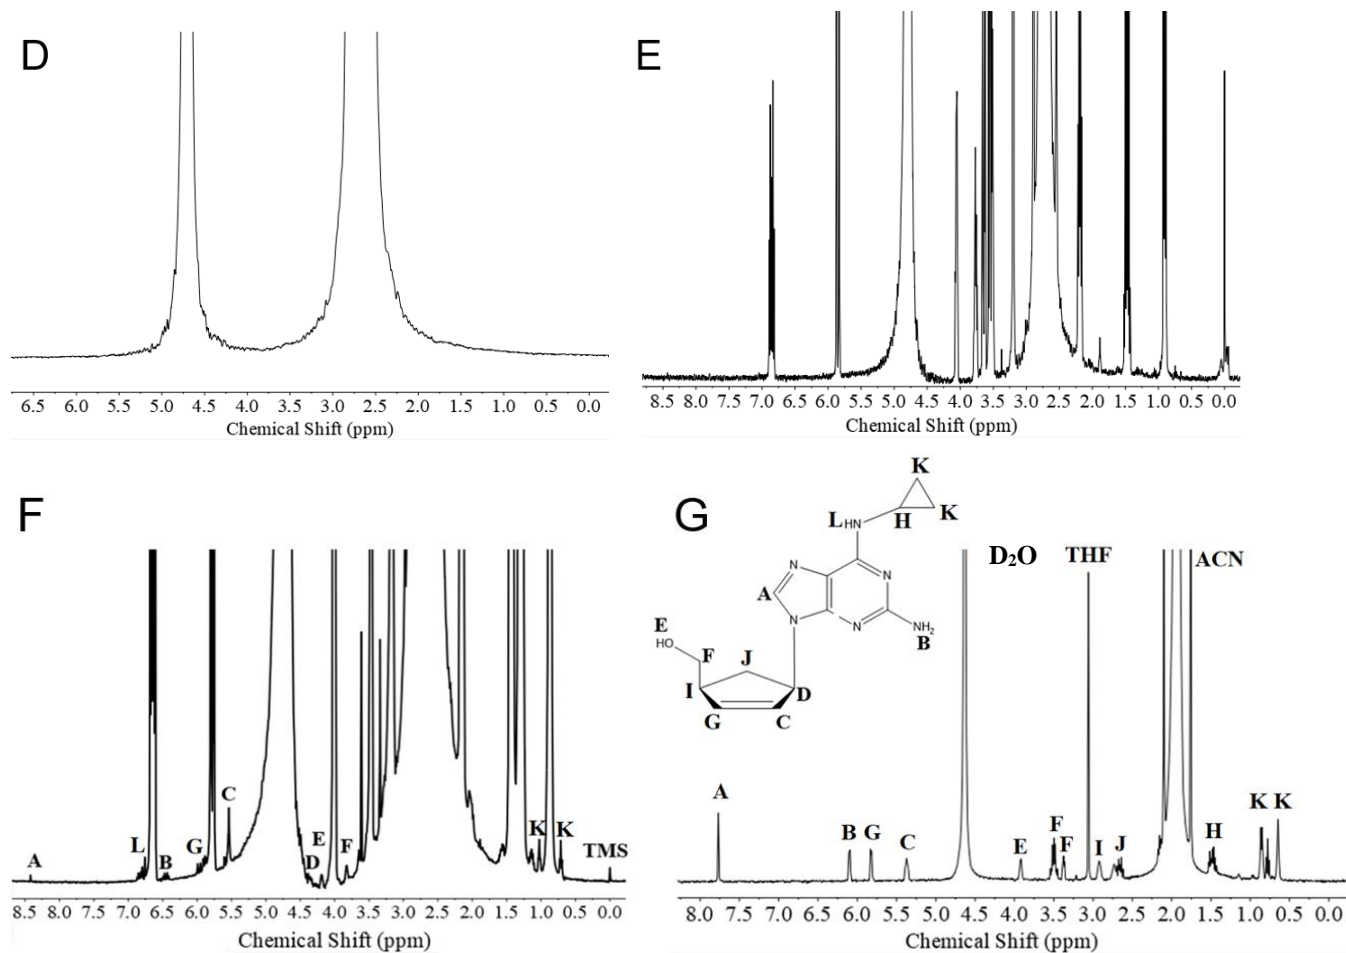 D
6.5 6.0 5.5 5.0 4.5 4.0 3.5 3.0 2.5 2.0 1.5 1.0 0.5 0.0
Chemical Shift (ppm)
E
8.5 8.0 7.5 7.0 6.5 6.0 5.5 5.0 4.5 4.0 3.5 3.0 2.5 2.0 1.5 1.0 0.5 0.0
Chemical Shift (ppm)
F
A L B G C D E F K K TMS
8.5 8.0 7.5 7.0 6.5 6.0 5.5 5.0 4.5 4.0 3.5 3.0 2.5 2.0 1.5 1.0 0.5 0.0
Chemical Shift (ppm)
G
K
K
L HN H
N N
A
N N NH₂
B
E
HO
F J
I D
G C
D₂O THF ACN
A B G C E F F I J H K K
8.0 7.5 7.0 6.5 6.0 5.5 5.0 4.5 4.0 3.5 3.0 2.5 2.0 1.5 1.0 0.5 0.0
Chemical Shift (ppm)